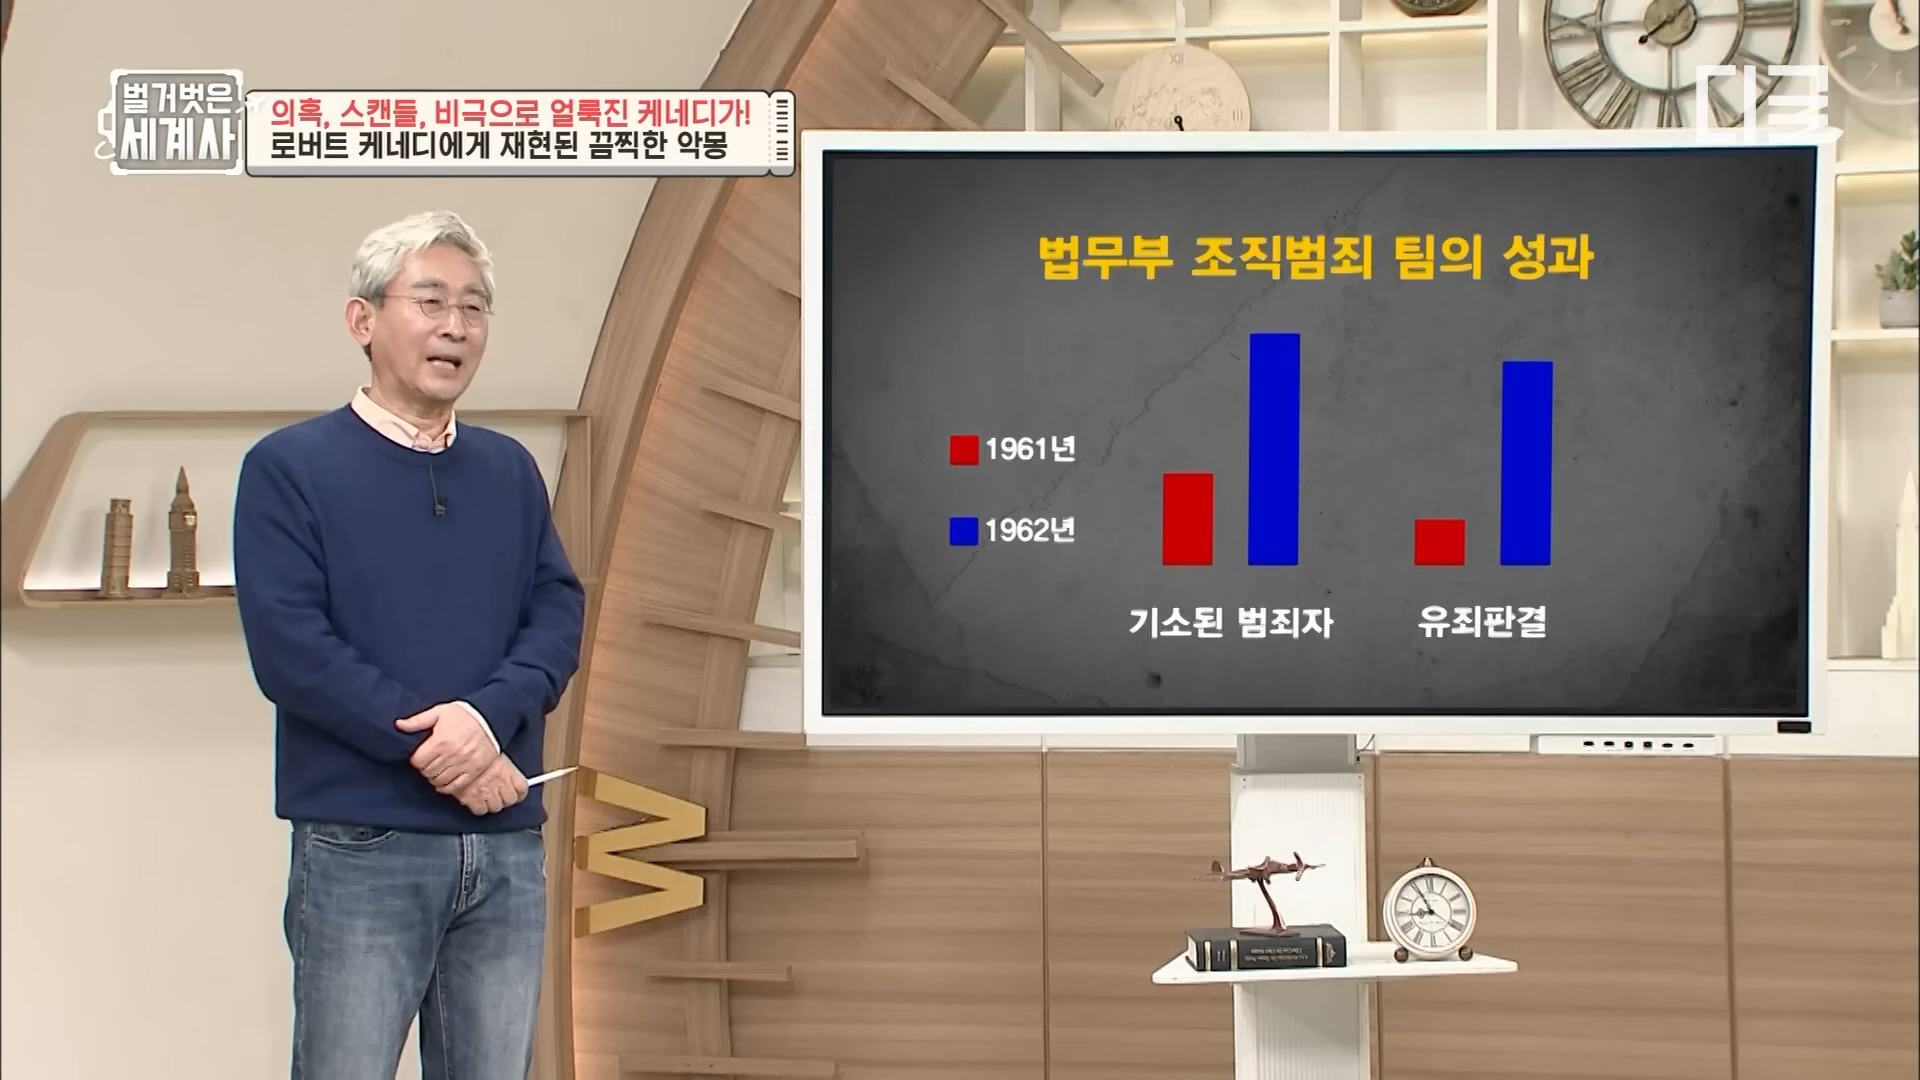 벌거벗은
세계사
의혹, 스캔들, 비극으로 얼룩진 케네디가!
로버트 케네디에게 재현된 끔찍한 악몽
디글
법무부 조직범죄 팀의 성과
1961년
1962년
기소된 범죄자
유죄판결
W